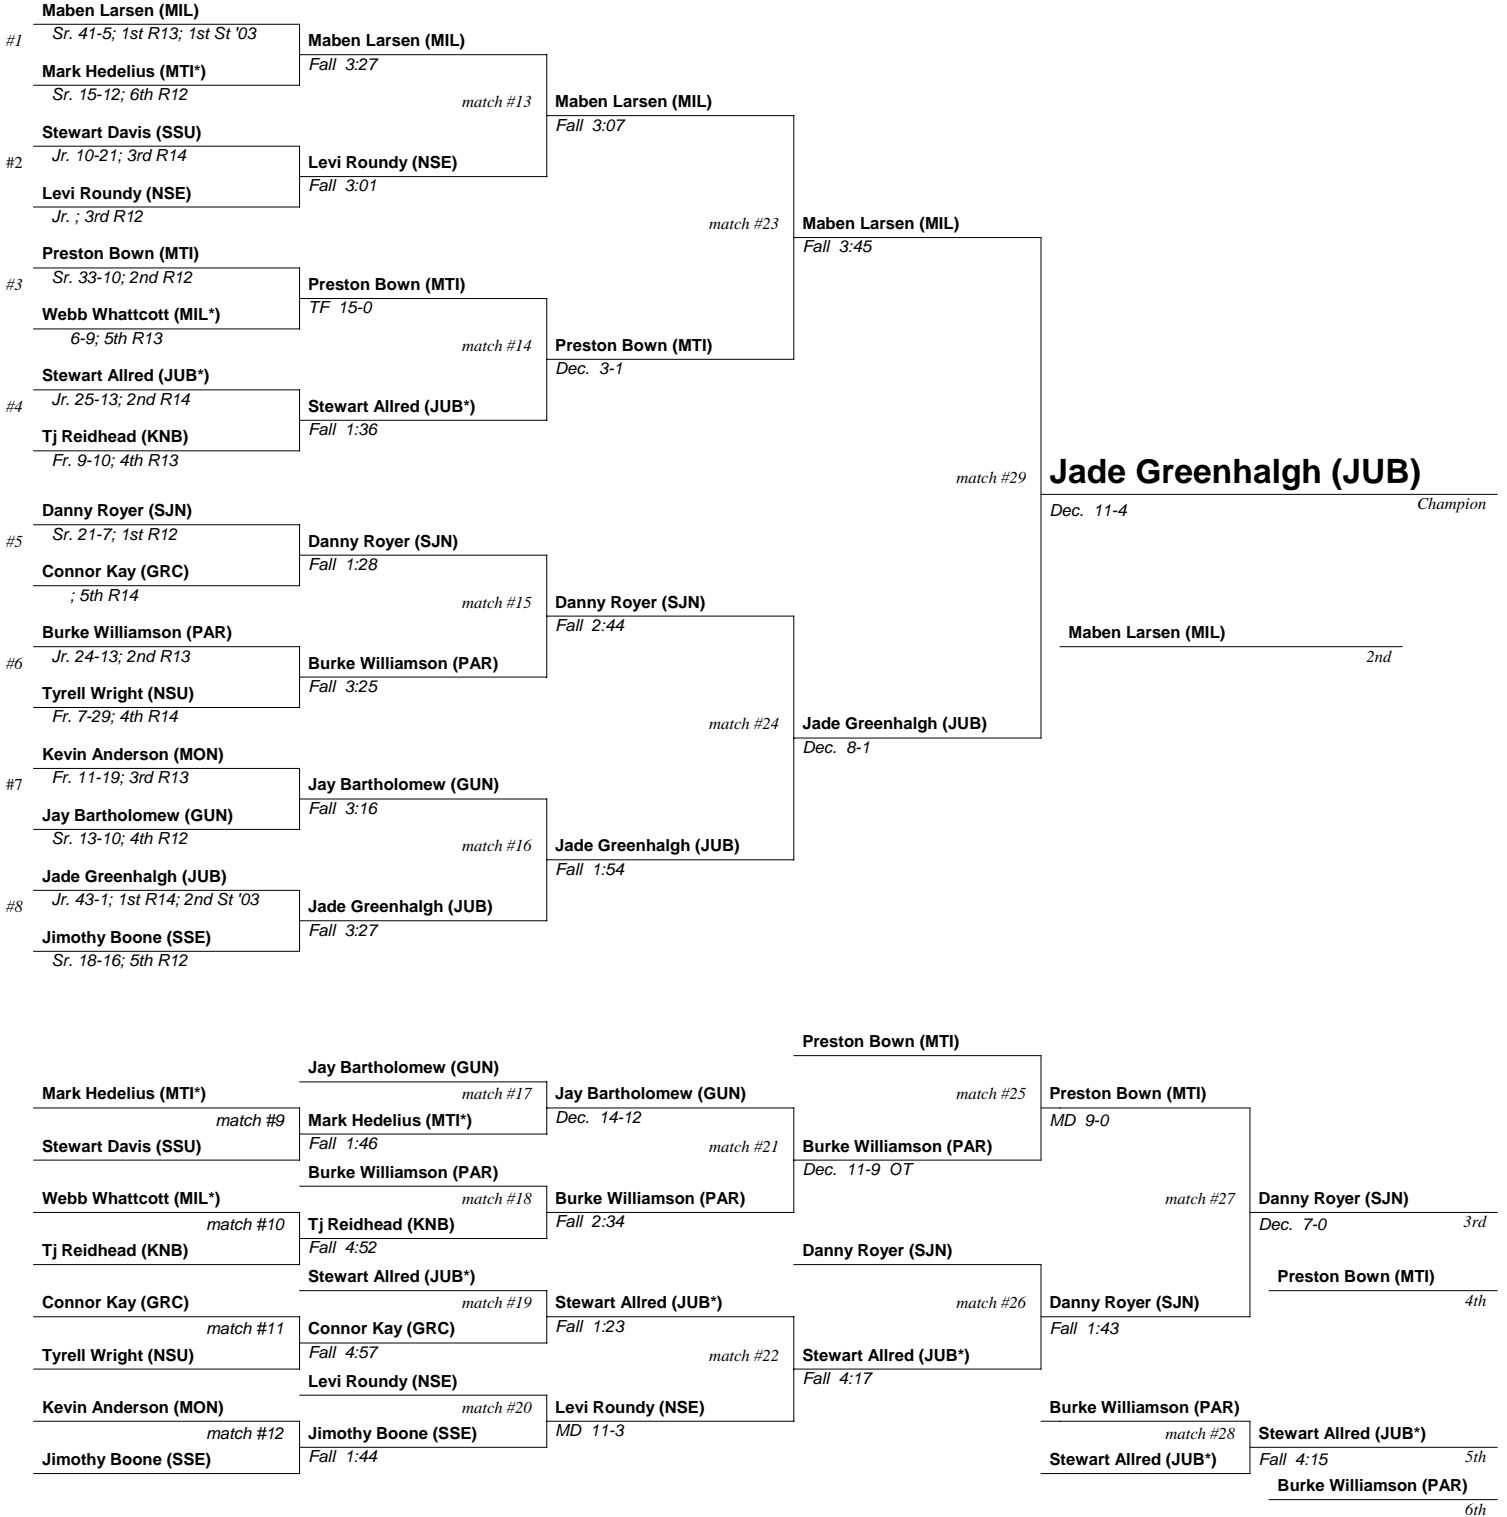 Maben Larsen (MIL)
#1 Sr. 41-5; 1st R13; 1st St '03
Maben Larsen (MIL)
Fall 3:27
Mark Hedelius (MTI*)
Sr. 15-12; 6th R12
match #13 Maben Larsen (MIL)
Fall 3:07
Stewart Davis (SSU)
#2 Jr. 10-21; 3rd R14
Levi Roundy (NSE)
Fall 3:01
Levi Roundy (NSE)
Jr. ; 3rd R12
match #23 Maben Larsen (MIL)
Fall 3:45
Preston Bown (MTI)
#3 Sr. 33-10; 2nd R12
Preston Bown (MTI)
TF 15-0
Webb Whattcott (MIL*)
6-9; 5th R13
match #14 Preston Bown (MTI)
Dec. 3-1
Stewart Allred (JUB*)
#4 Jr. 25-13; 2nd R14
Stewart Allred (JUB*)
Fall 1:36
Tj Reidhead (KNB)
Fr. 9-10; 4th R13
match #29 Jade Greenhalgh (JUB)
Dec. 11-4 Champion
Danny Royer (SJN)
#5 Sr. 21-7; 1st R12
Danny Royer (SJN)
Fall 1:28
Connor Kay (GRC)
; 5th R14
match #15 Danny Royer (SJN)
Fall 2:44
Burke Williamson (PAR)
Maben Larsen (MIL)
2nd
#6 Jr. 24-13; 2nd R13
Burke Williamson (PAR)
Fall 3:25
Tyrell Wright (NSU)
Fr. 7-29; 4th R14
match #24 Jade Greenhalgh (JUB)
Dec. 8-1
Kevin Anderson (MON)
#7 Fr. 11-19; 3rd R13
Jay Bartholomew (GUN)
Fall 3:16
Jay Bartholomew (GUN)
Sr. 13-10; 4th R12
match #16 Jade Greenhalgh (JUB)
Fall 1:54
Jade Greenhalgh (JUB)
#8 Jr. 43-1; 1st R14; 2nd St '03
Jade Greenhalgh (JUB)
Fall 3:27
Jimothy Boone (SSE)
Sr. 18-16; 5th R12
Preston Bown (MTI)
Jay Bartholomew (GUN)
Mark Hedelius (MTI*)
match #17 Jay Bartholomew (GUN)
Dec. 14-12
match #25 Preston Bown (MTI)
MD 9-0
match #9 Mark Hedelius (MTI*)
Fall 1:46
Stewart Davis (SSU)
match #21 Burke Williamson (PAR)
Dec. 11-9 OT
Burke Williamson (PAR)
Webb Whattcott (MIL*)
match #18 Burke Williamson (PAR)
Fall 2:34
match #27 Danny Royer (SJN)
Dec. 7-0 3rd
match #10 Tj Reidhead (KNB)
Fall 4:52
Tj Reidhead (KNB)
Danny Royer (SJN)
Stewart Allred (JUB*)
Preston Bown (MTI)
4th
Connor Kay (GRC)
match #19 Stewart Allred (JUB*)
Fall 1:23
match #26 Danny Royer (SJN)
Fall 1:43
match #11 Connor Kay (GRC)
Fall 4:57
Tyrell Wright (NSU)
match #22 Stewart Allred (JUB*)
Fall 4:17
Levi Roundy (NSE)
Kevin Anderson (MON)
match #20 Levi Roundy (NSE)
MD 11-3
Burke Williamson (PAR)
match #12 Jimothy Boone (SSE)
Fall 1:44
match #28 Stewart Allred (JUB*)
Fall 4:15 5th
Jimothy Boone (SSE)
Stewart Allred (JUB*)
Burke Williamson (PAR)
6th